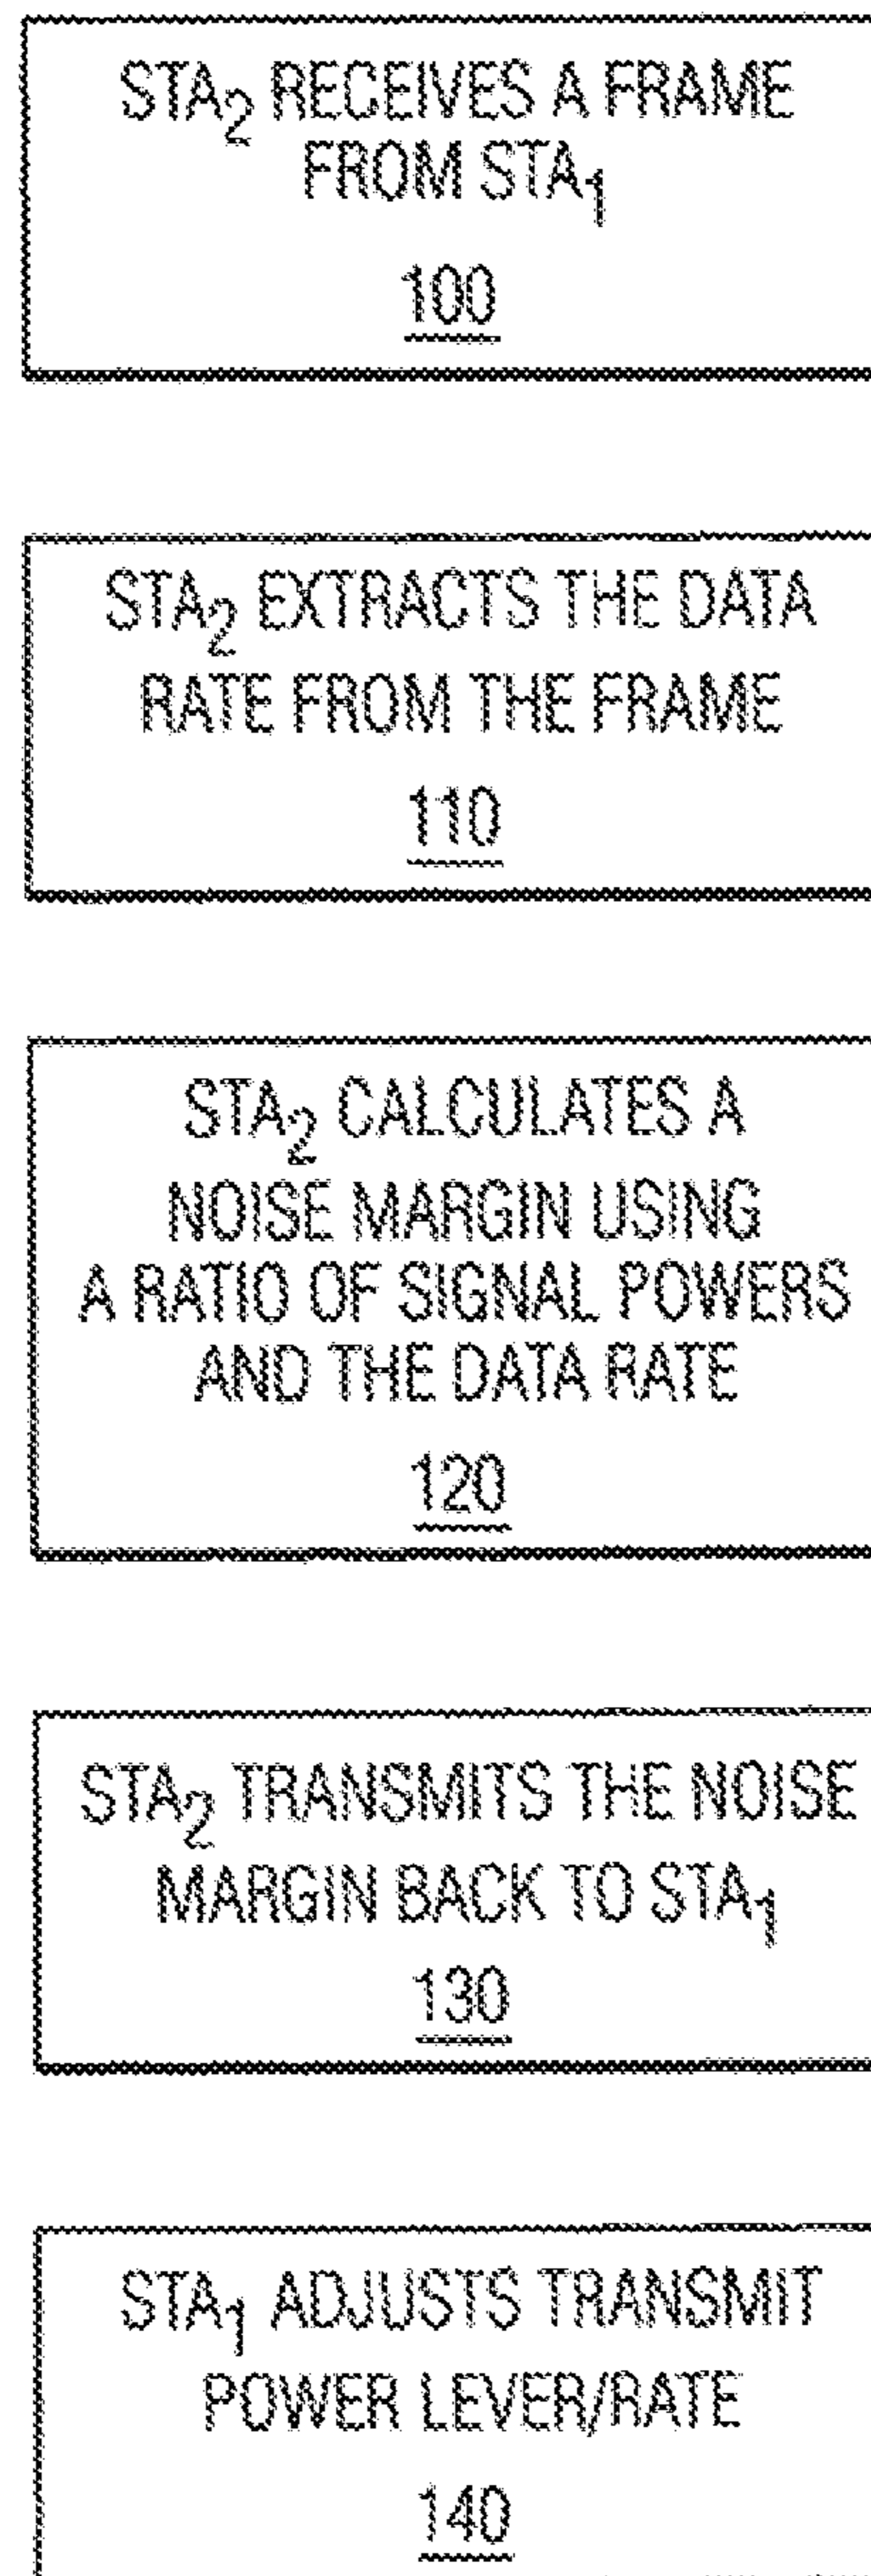 STA2 RECEIVES A FRAME
FROM STA1
100
STA2 EXTRACTS THE DATA
RATE FROM THE FRAME
110
STA2 CALCULATES A
NOISE MARGIN USING
A RATIO OF SIGNAL POWERS
AND THE DATA RATE
120
STA2 TRANSMITS THE NOISE
MARGIN BACK TO STA1
130
STA1 ADJUSTS TRANSMIT
POWER LEVER/RATE
140